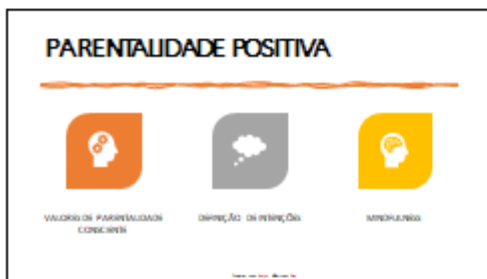 PARENTALIDADE POSITIVA
VALORES DE PARENTALIDADE
CONSCIENTE
DEFINIÇÃO DE INTENÇÕES
MINDFULNESS